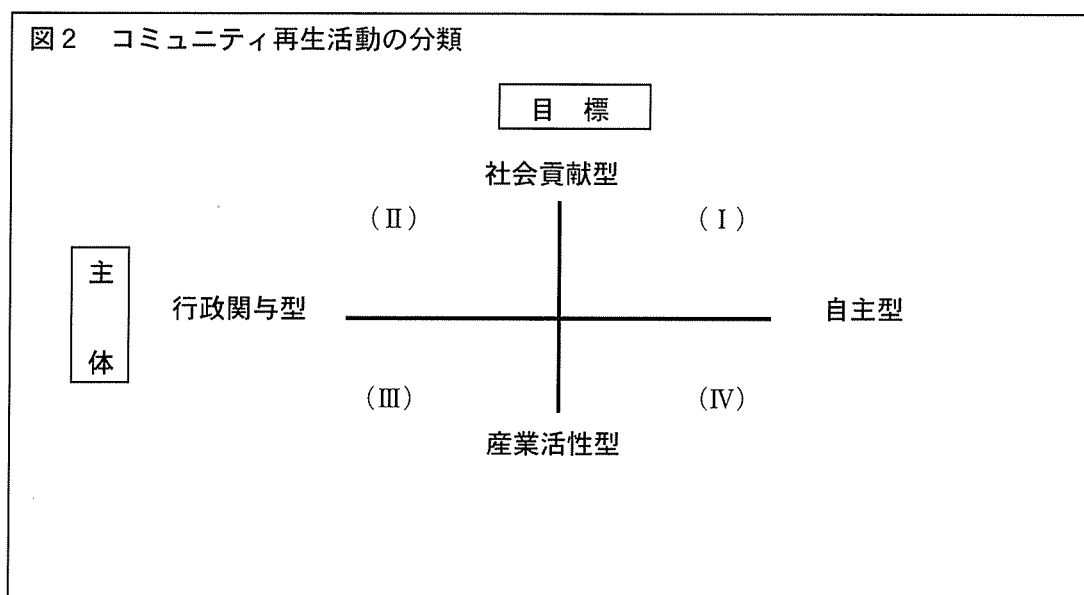 図2 コミュニティ再生活動の分類
目 標
社会貢献型
(Ⅱ) (Ⅰ)
主体
行政関与型 自主型
(Ⅲ) (Ⅳ)
産業活性型